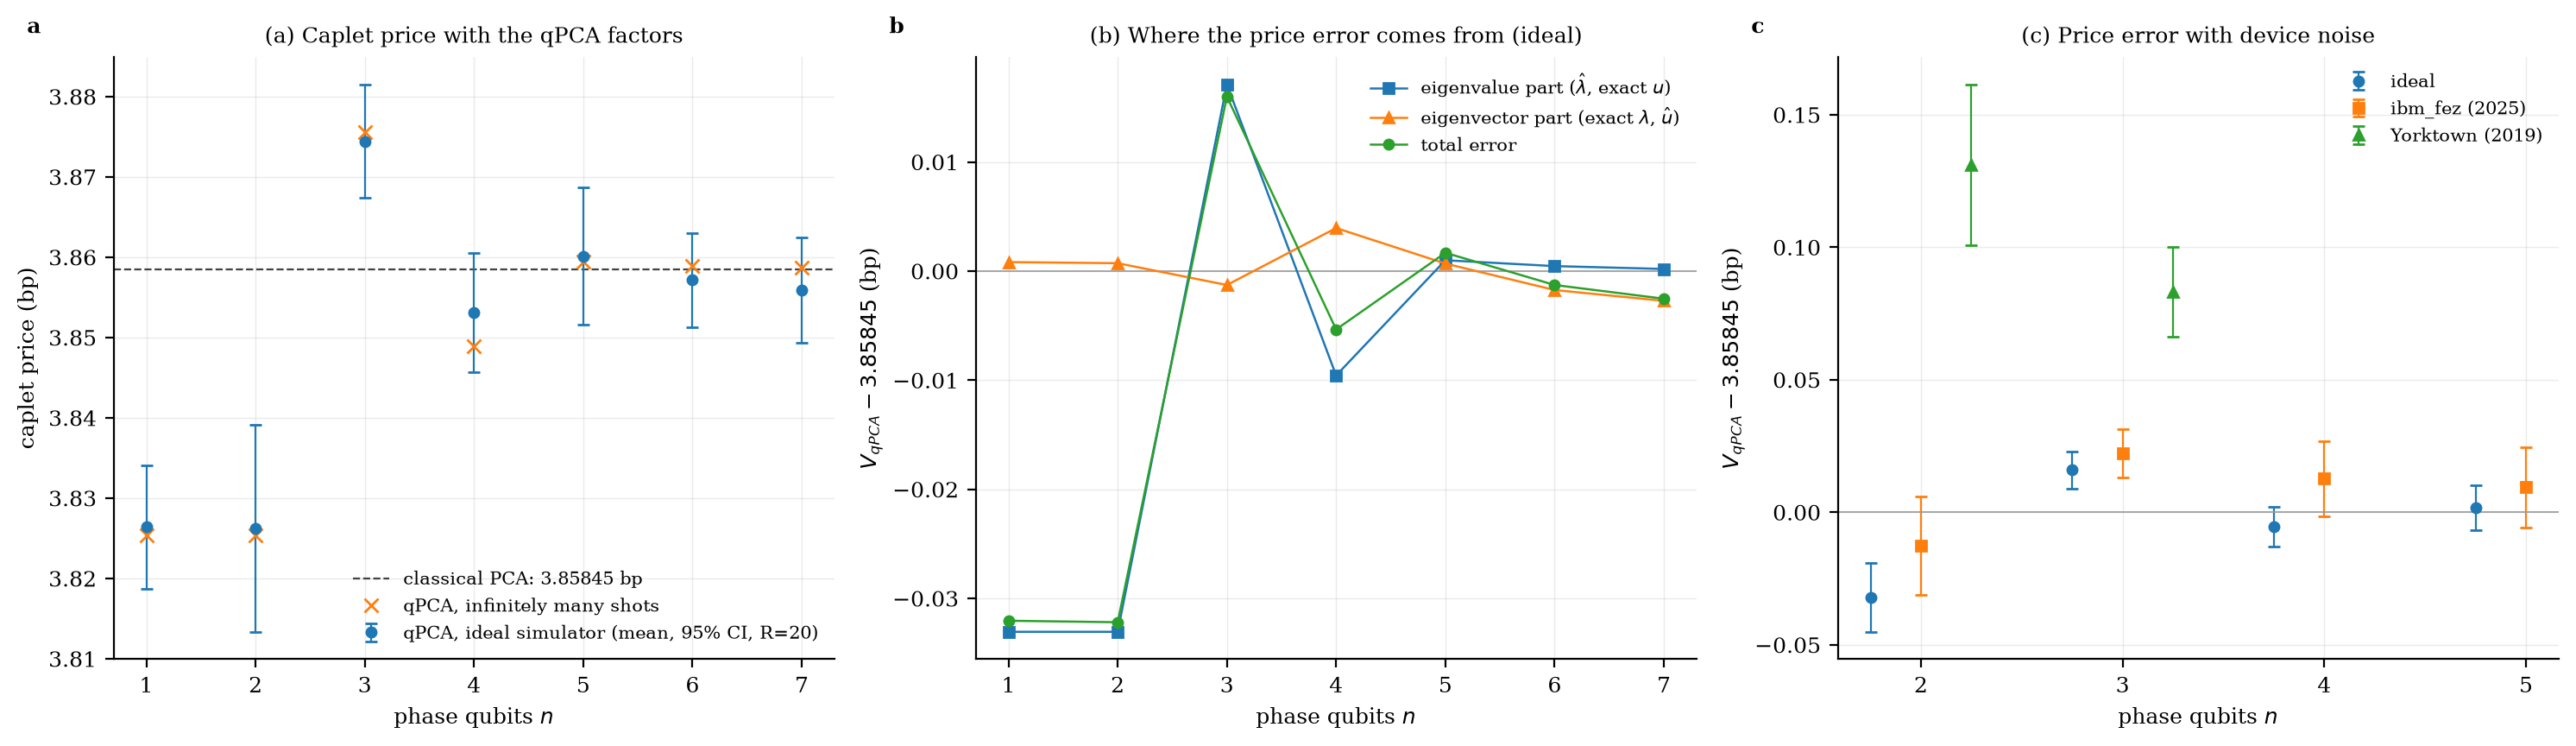 a
(a) Caplet price with the qPCA factors
caplet price (bp)
3.88
3.87
3.86
3.85
3.84
3.83
3.82
3.81
classical PCA: 3.85845 bp
qPCA, infinitely many shots
qPCA, ideal simulator (mean, 95% CI, R=20)
1 2 3 4 5 6 7
phase qubits n
b
(b) Where the price error comes from (ideal)
V_qPCA − 3.85845 (bp)
0.01
0.00
−0.01
−0.02
−0.03
eigenvalue part (λ̂, exact u)
eigenvector part (exact λ, û)
total error
1 2 3 4 5 6 7
phase qubits n
c
(c) Price error with device noise
V_qPCA − 3.85845 (bp)
0.15
0.10
0.05
0.00
−0.05
ideal
ibm_fez (2025)
Yorktown (2019)
2 3 4 5
phase qubits n